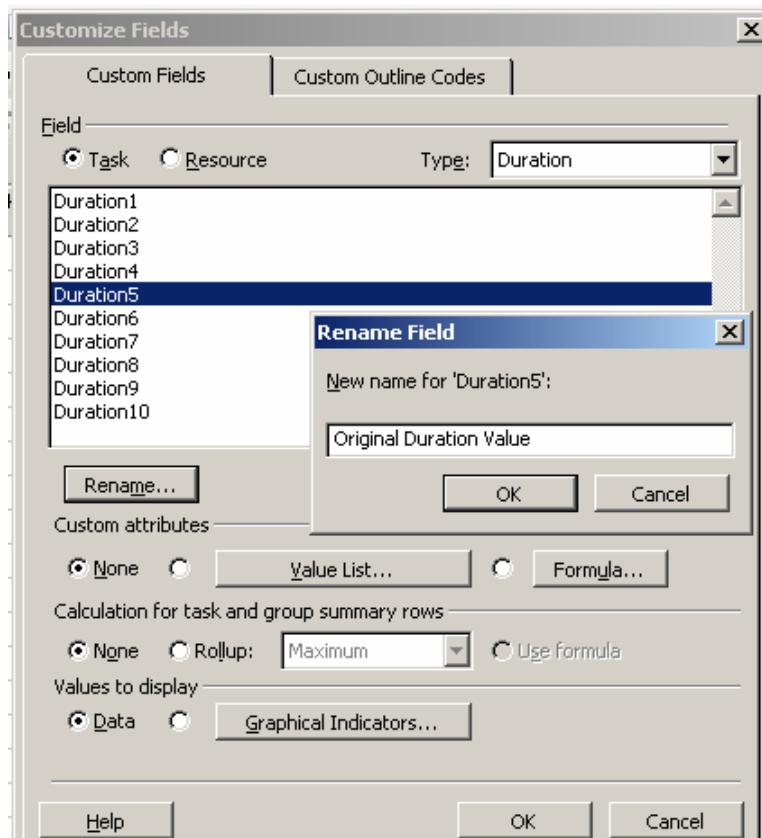 Customize Fields
Custom Fields Custom Outline Codes
Field
Task Resource Type: Duration
Duration1
Duration2
Duration3
Duration4
Duration5
Duration6
Duration7
Duration8
Duration9
Duration10
Rename Field
New name for 'Duration5':
Original Duration Value
OK Cancel
Rename...
Custom attributes
None Value List... Formula...
Calculation for task and group summary rows
None Rollup: Maximum Use formula
Values to display
Data Graphical Indicators...
Help OK Cancel